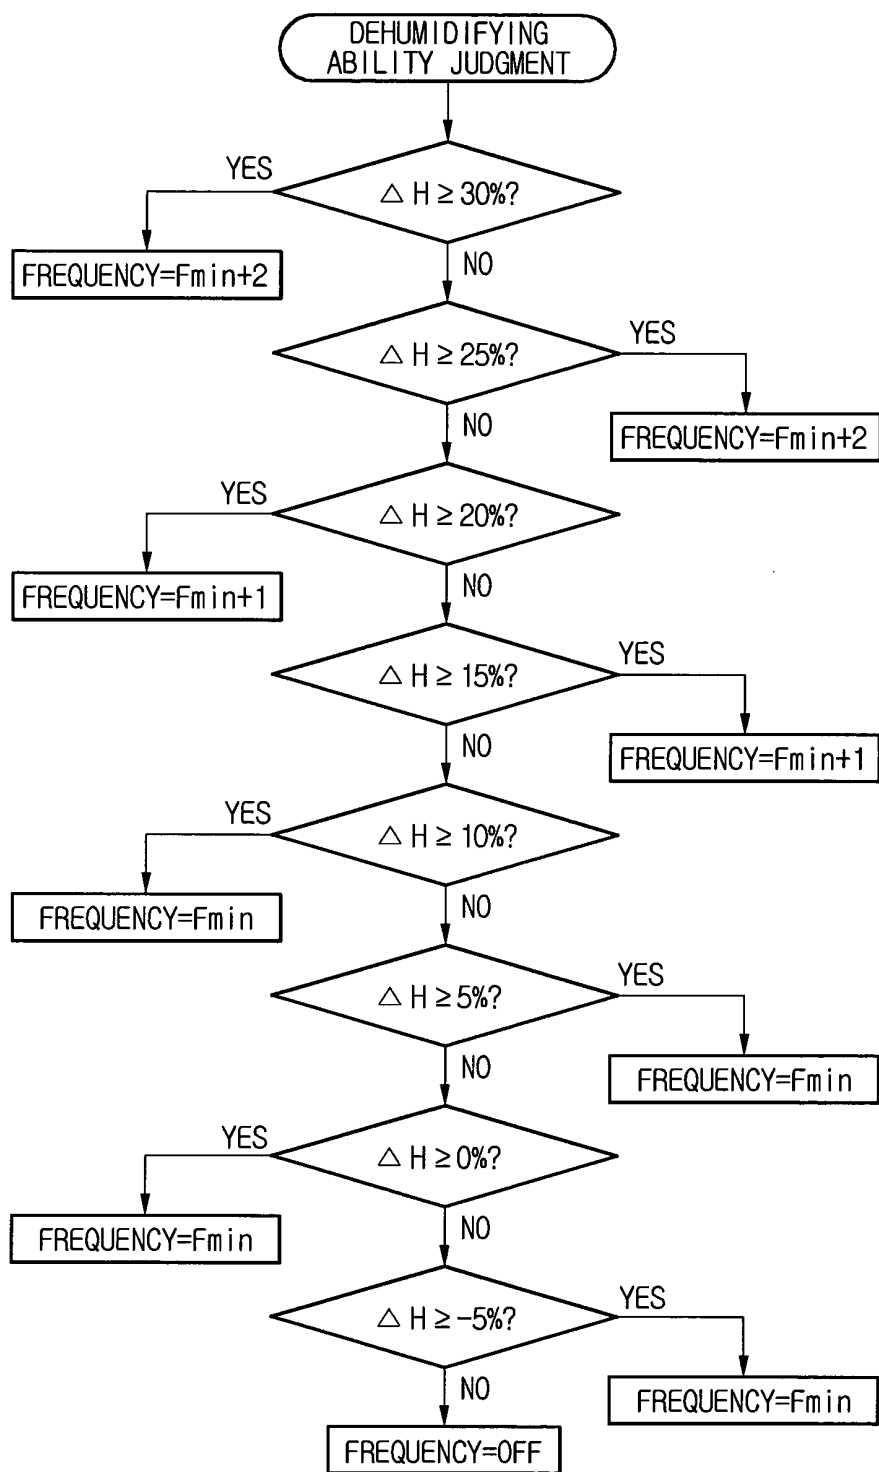 DEHUMIDIFYING
ABILITY JUDGMENT
△ H ≥ 30%?
YES
NO
FREQUENCY=Fmin+2
△ H ≥ 25%?
YES
NO
FREQUENCY=Fmin+2
△ H ≥ 20%?
YES
NO
FREQUENCY=Fmin+1
△ H ≥ 15%?
YES
NO
FREQUENCY=Fmin+1
△ H ≥ 10%?
YES
NO
FREQUENCY=Fmin
△ H ≥ 5%?
YES
NO
FREQUENCY=Fmin
△ H ≥ 0%?
YES
NO
FREQUENCY=Fmin
△ H ≥ -5%?
YES
NO
FREQUENCY=Fmin
FREQUENCY=OFF